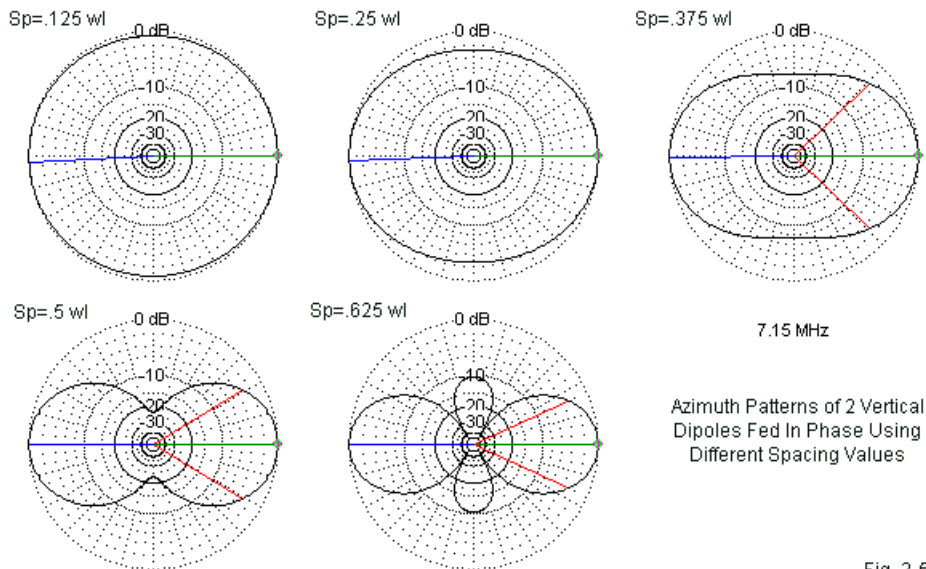 Sp=.125 wl
0 dB
-10
20
-30
Sp=.25 wl
0 dB
-10
20
-30
Sp=.375 wl
0 dB
-10
20
-30
Sp=.5 wl
0 dB
-10
20
30
Sp=.625 wl
0 dB
-10
20
30
7.15 MHz
Azimuth Patterns of 2 Vertical
Dipoles Fed In Phase Using
Different Spacing Values